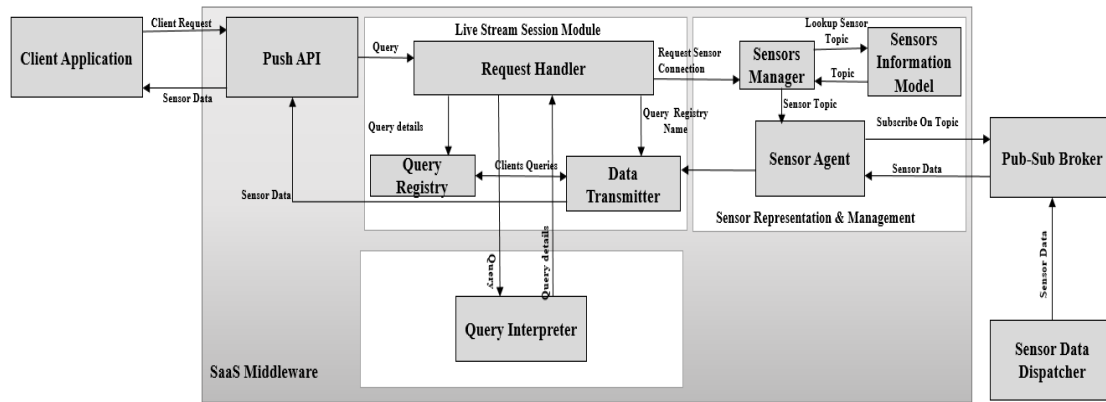 Client Request
Client Application
Sensor Data
Push API
Query
Live Stream Session Module
Request Handler
Request Sensor
Connection
Lookup Sensor
Topic
Topic
Sensors
Manager
Sensors
Information
Model
Sensor Topic
Query details
Query Registry
Name
Subscribe On Topic
Sensor Agent
Pub-Sub Broker
Clients Queries
Query
Registry
Data
Transmitter
Sensor Data
Sensor Data
Sensor Representation & Management
Query
Query details
Sensor Data
Query Interpreter
SaaS Middleware
Sensor Data
Dispatcher